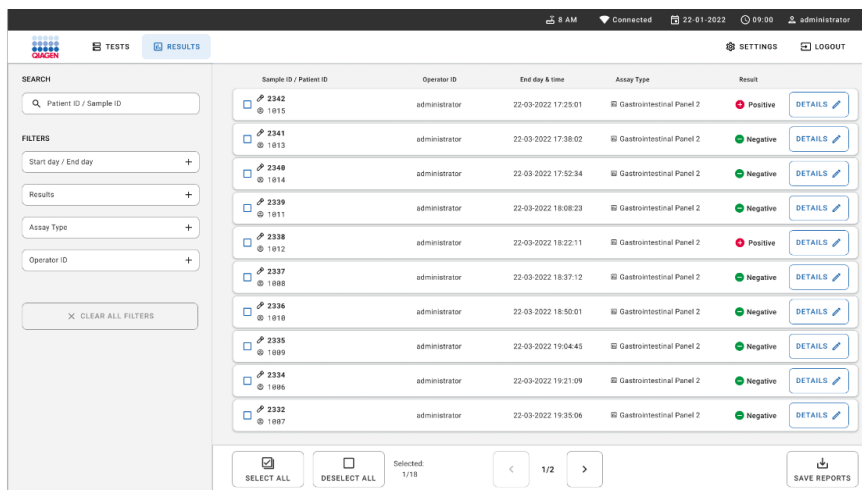 8 AM Connected 22-01-2022 09:00 administrator
QIAGEN TESTS RESULTS SETTINGS LOGOUT
SEARCH
Patient ID / Sample ID
FILTERS
Start day / End day +
Results +
Assay Type +
Operator ID +
CLEAR ALL FILTERS
Sample ID / Patient ID Operator ID End day & time Assay Type Result
2342
1015 administrator 22-03-2022 17:25:01 Gastrointestinal Panel 2 Positive DETAILS
2341
1013 administrator 22-03-2022 17:38:02 Gastrointestinal Panel 2 Negative DETAILS
2340
1014 administrator 22-03-2022 17:52:34 Gastrointestinal Panel 2 Negative DETAILS
2339
1011 administrator 22-03-2022 18:08:23 Gastrointestinal Panel 2 Negative DETAILS
2338
1012 administrator 22-03-2022 18:22:11 Gastrointestinal Panel 2 Positive DETAILS
2337
1008 administrator 22-03-2022 18:37:12 Gastrointestinal Panel 2 Negative DETAILS
2336
1010 administrator 22-03-2022 18:50:01 Gastrointestinal Panel 2 Negative DETAILS
2335
1009 administrator 22-03-2022 19:04:45 Gastrointestinal Panel 2 Negative DETAILS
2334
1006 administrator 22-03-2022 19:21:09 Gastrointestinal Panel 2 Negative DETAILS
2332
1007 administrator 22-03-2022 19:35:06 Gastrointestinal Panel 2 Negative DETAILS
SELECT ALL DESELECT ALL
Selected:
1/18
1/2
SAVE REPORTS